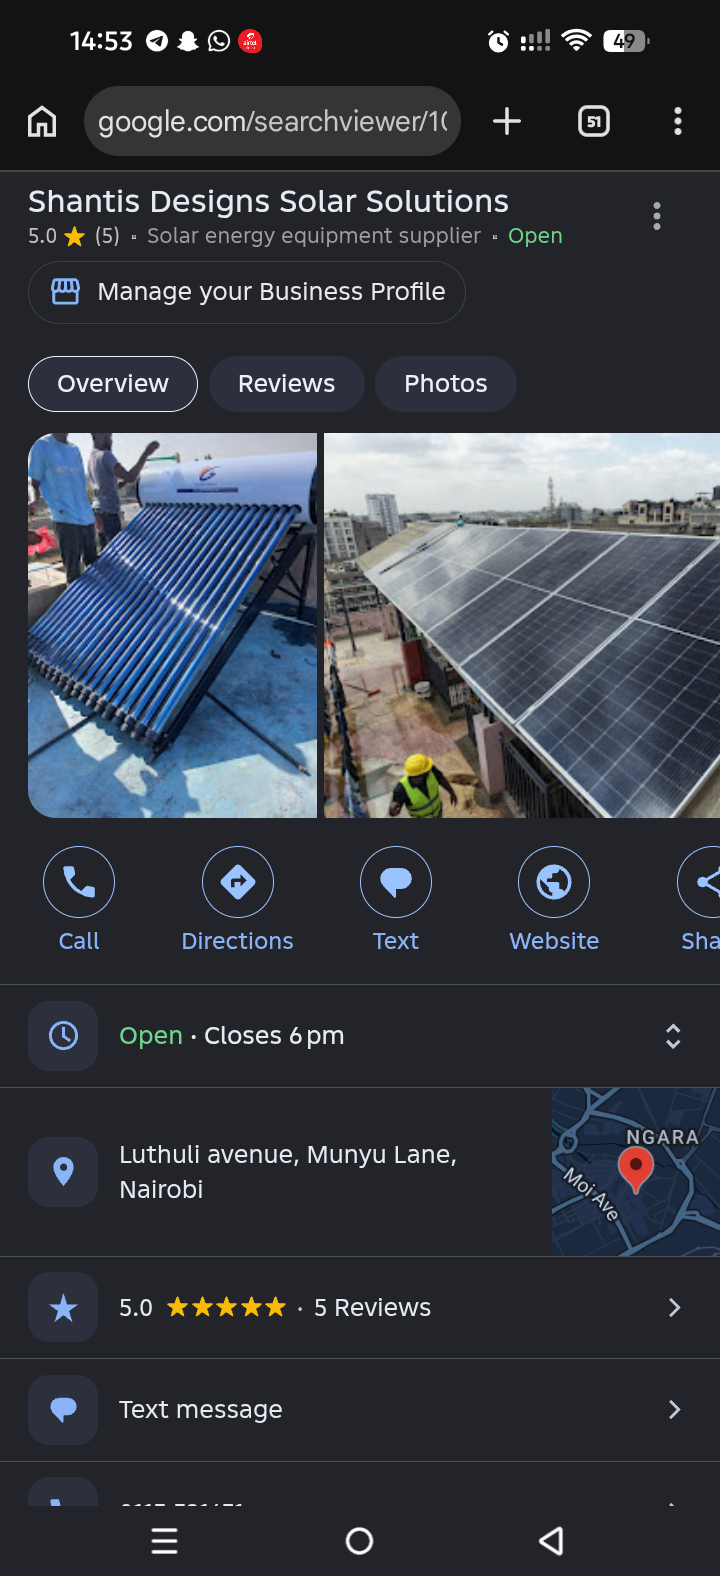 14:53
49
google.com/searchviewer/10
51
Shantis Designs Solar Solutions
5.0 ★ (5) · Solar energy equipment supplier · Open
Manage your Business Profile
Overview Reviews Photos
Call Directions Text Website Sha
Open · Closes 6 pm
Luthuli avenue, Munyu Lane,
Nairobi
NGARA
Moi Ave
5.0 ★★★★★ · 5 Reviews
Text message